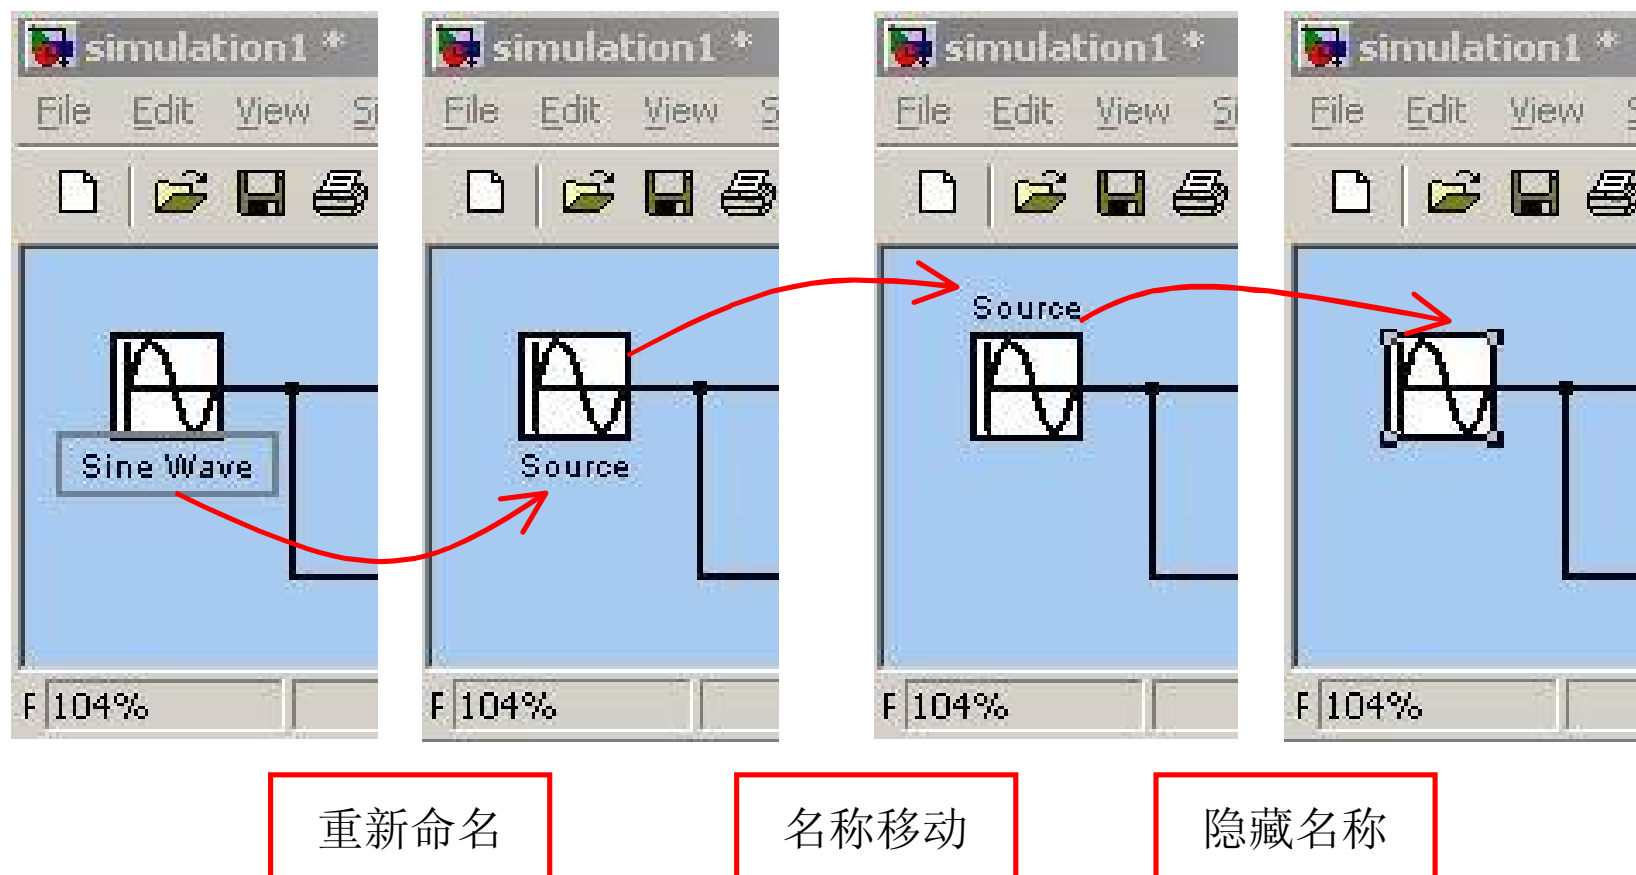 simulation1 *
File Edit View Si
Sine Wave
F 104%
simulation1 *
File Edit View S
Source
F 104%
simulation1 *
File Edit View Si
Source
F 104%
simulation1 *
File Edit View S
F 104%
重新命名
名称移动
隐藏名称